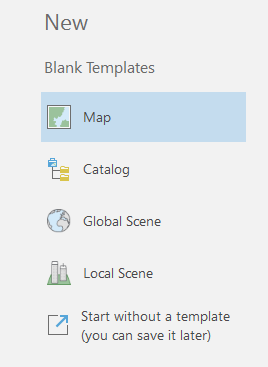 New
Blank Templates
Map
Catalog
Global Scene
Local Scene
Start without a template
(you can save it later)